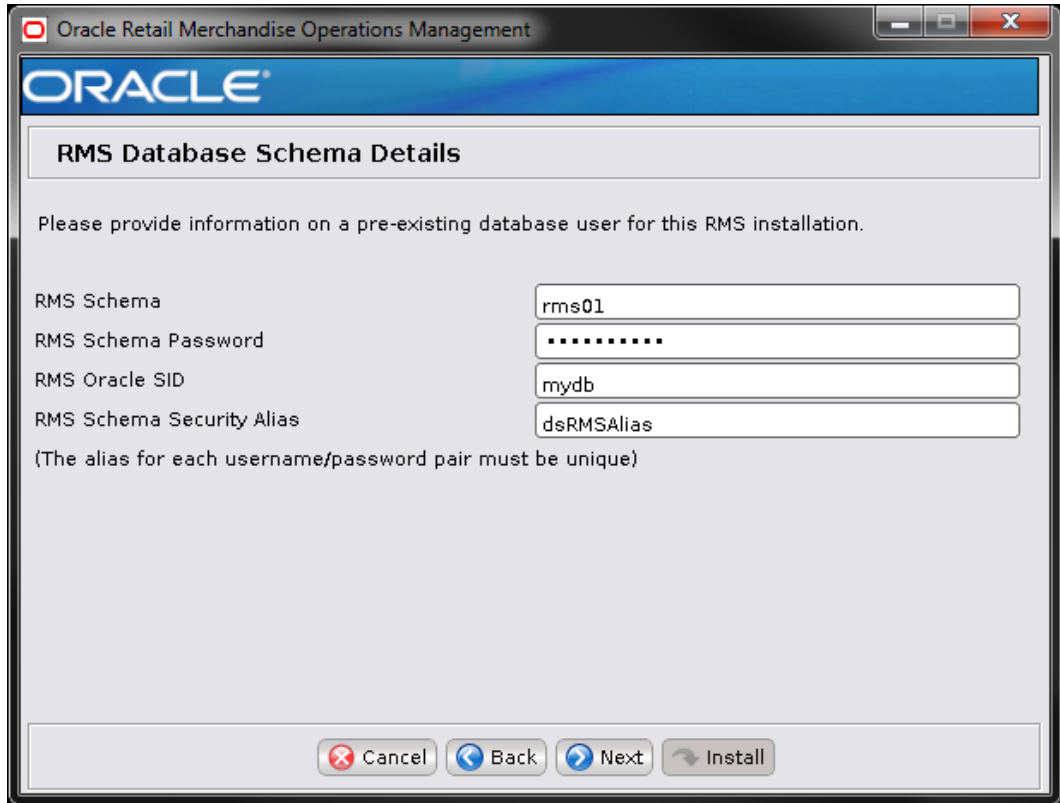 Oracle Retail Merchandise Operations Management
ORACLE
RMS Database Schema Details
Please provide information on a pre-existing database user for this RMS installation.
RMS Schema rms01
RMS Schema Password ••••••••••
RMS Oracle SID mydb
RMS Schema Security Alias dsRMSAlias
(The alias for each username/password pair must be unique)
Cancel Back Next Install